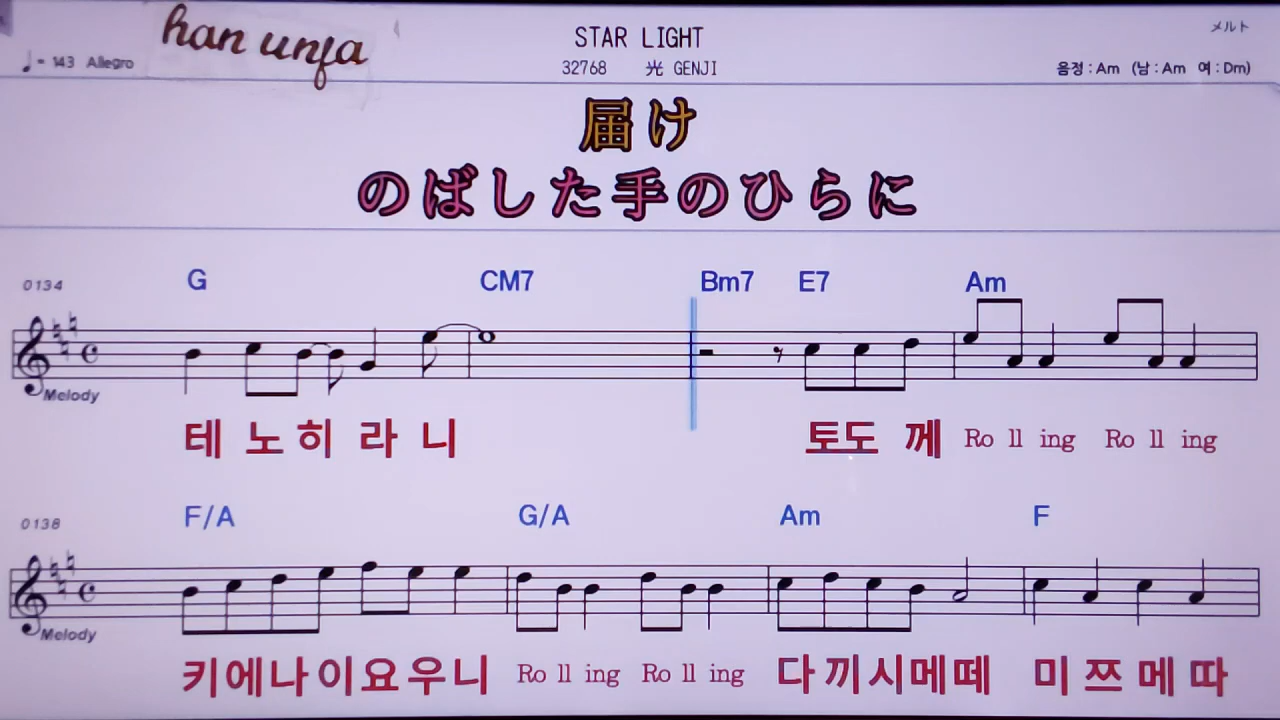 han unfa
STAR LIGHT
メルト
♩= 143 Allegro
32768 光 GENJI
음정 : Am (남 : Am 여 : Dm)
届け
のばした手のひらに
0134 G CM7 Bm7 E7 Am
Melody
테 노 히 라 니 토도 께 Ro ll ing Ro ll ing
0138 F/A G/A Am F
Melody
키에나이요우니 Ro ll ing Ro ll ing 다끼시메떼 미쯔메따